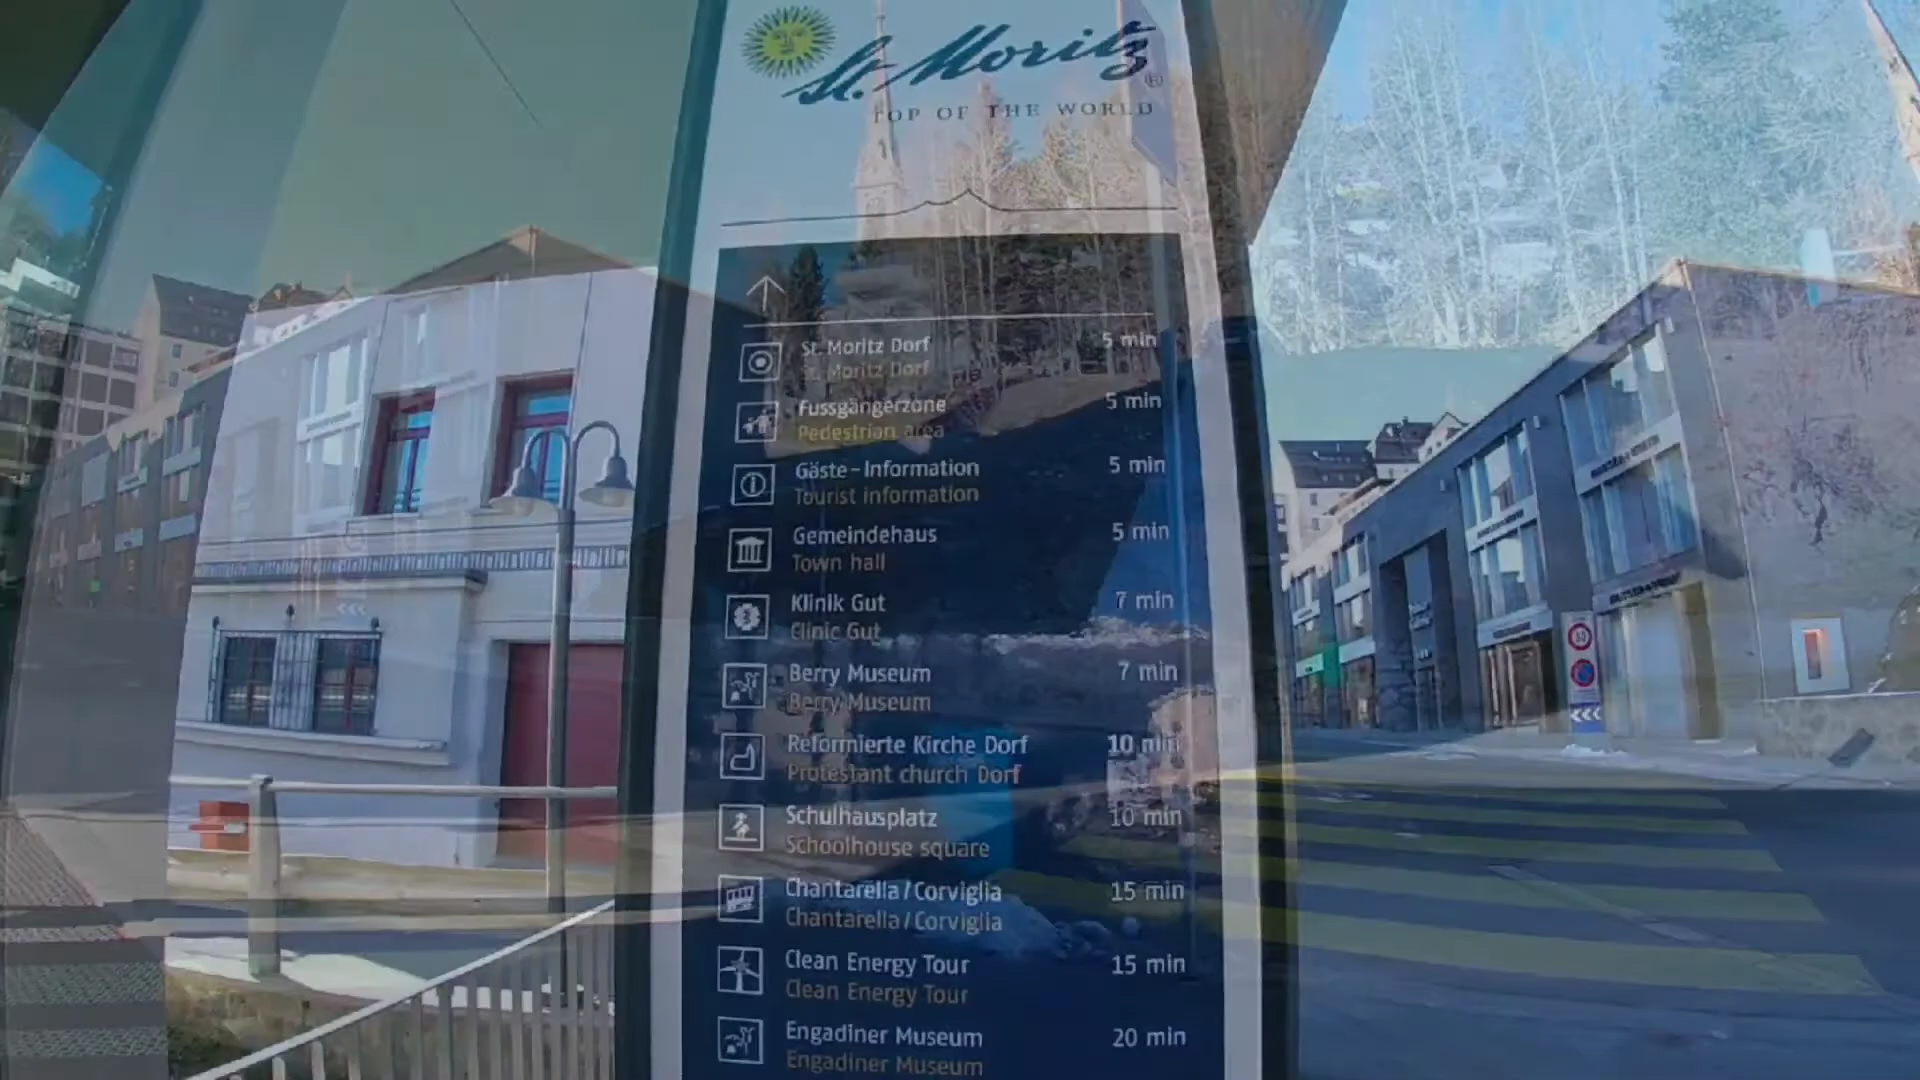 St. Moritz®
TOP OF THE WORLD
St. Moritz Dorf 5 min
St. Moritz Dorf
Fussgängerzone 5 min
Pedestrian area
Gäste-Information 5 min
Tourist information
Gemeindehaus 5 min
Town hall
Klinik Gut 7 min
Clinic Gut
Berry Museum 7 min
Berry Museum
Reformierte Kirche Dorf 10 min
Protestant church Dorf
Schulhausplatz 10 min
Schoolhouse square
Chantarella/Corviglia 15 min
Chantarella/Corviglia
Clean Energy Tour 15 min
Clean Energy Tour
Engadiner Museum 20 min
Engadiner Museum
30